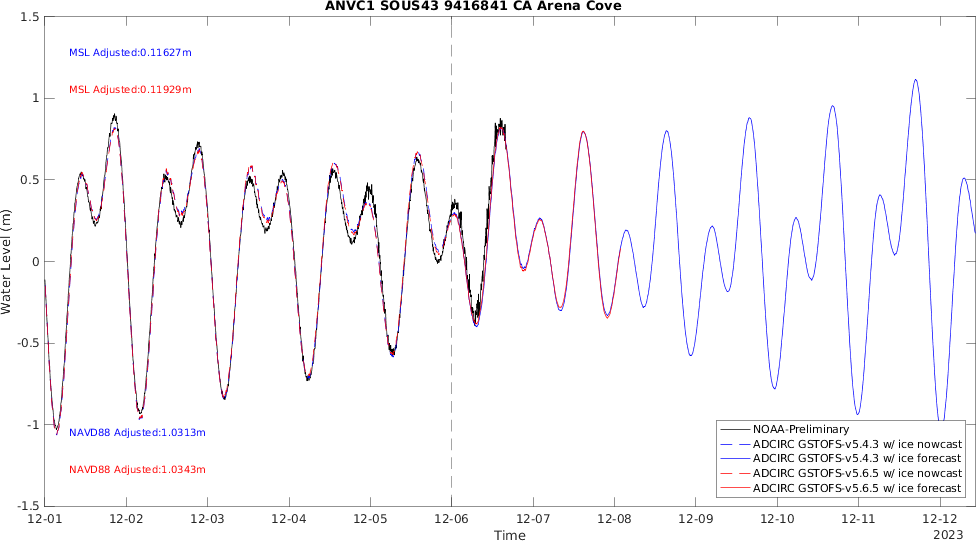 ANVC1 SOUS43 9416841 CA Arena Cove
1.5
MSL Adjusted:0.11627m
MSL Adjusted:0.11929m
1
0.5
Water Level (m)
0
-0.5
-1
NAVD88 Adjusted:1.0313m
NOAA-Preliminary
ADCIRC GSTOFS-v5.4.3 w/ ice nowcast
ADCIRC GSTOFS-v5.4.3 w/ ice forecast
NAVD88 Adjusted:1.0343m
ADCIRC GSTOFS-v5.6.5 w/ ice nowcast
ADCIRC GSTOFS-v5.6.5 w/ ice forecast
-1.5
12-01 12-02 12-03 12-04 12-05 12-06 12-07 12-08 12-09 12-10 12-11 12-12
Time
2023